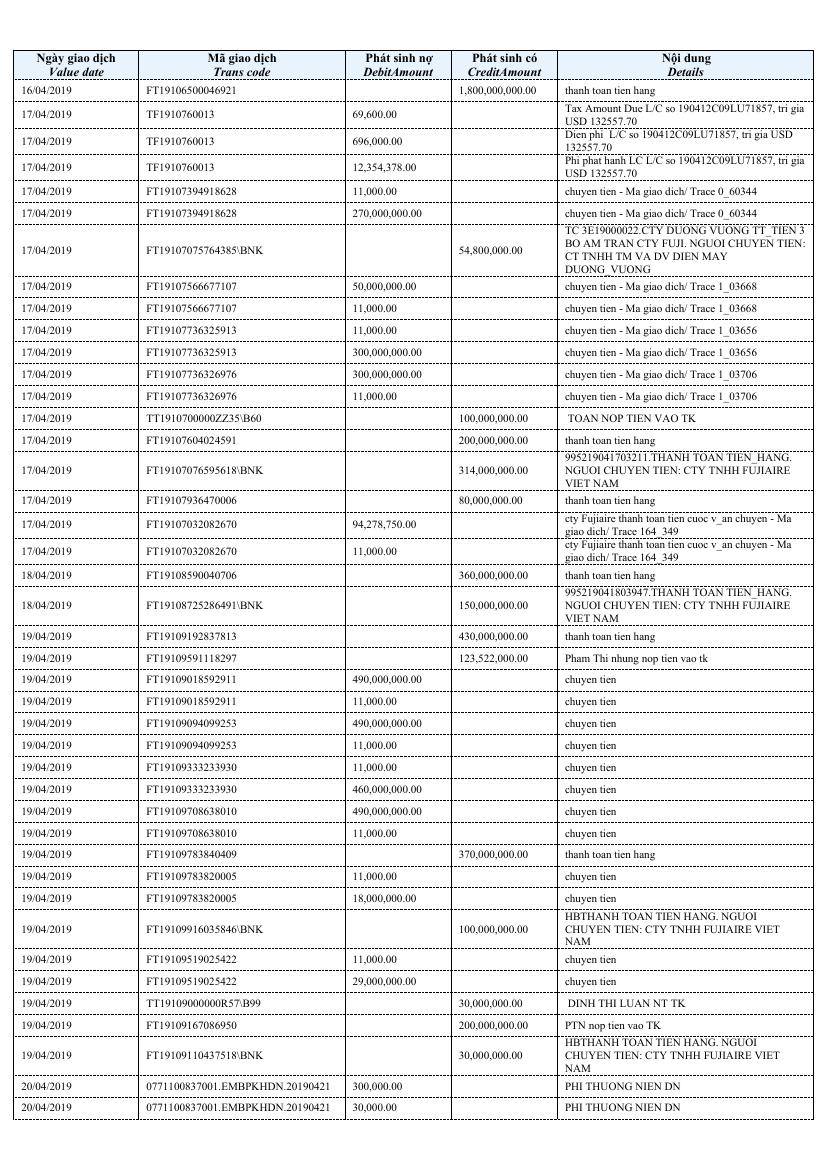 Ngày giao dịch Mã giao dịch Phát sinh nợ Phát sinh có Nội dung
Value date Trans code DebitAmount CreditAmount Details
16/04/2019 FT19106500046921 1,800,000,000.00 thanh toan tien hang
17/04/2019 TF1910760013 69,600.00 Tax Amount Due L/C so 190412C09LU71857, tri gia
USD 132557.70
17/04/2019 TF1910760013 696,000.00 Dien phi L/C so 190412C09LU71857, tri gia USD
132557.70
17/04/2019 TF1910760013 12,354,378.00 Phi phat hanh LC L/C so 190412C09LU71857, tri gia
USD 132557.70
17/04/2019 FT19107394918628 11,000.00 chuyen tien - Ma giao dich/ Trace 0_60344
17/04/2019 FT19107394918628 270,000,000.00 chuyen tien - Ma giao dich/ Trace 0_60344
17/04/2019 FT19107075764385\BNK 54,800,000.00 TC 3E19000022.CTY DUONG VUONG TT_TIEN 3
BO AM TRAN CTY FUJI. NGUOI CHUYEN TIEN:
CT TNHH TM VA DV DIEN MAY
DUONG_VUONG
17/04/2019 FT19107566677107 50,000,000.00 chuyen tien - Ma giao dich/ Trace 1_03668
17/04/2019 FT19107566677107 11,000.00 chuyen tien - Ma giao dich/ Trace 1_03668
17/04/2019 FT19107736325913 11,000.00 chuyen tien - Ma giao dich/ Trace 1_03656
17/04/2019 FT19107736325913 300,000,000.00 chuyen tien - Ma giao dich/ Trace 1_03656
17/04/2019 FT19107736326976 300,000,000.00 chuyen tien - Ma giao dich/ Trace 1_03706
17/04/2019 FT19107736326976 11,000.00 chuyen tien - Ma giao dich/ Trace 1_03706
17/04/2019 TT1910700000ZZ35\B60 100,000,000.00 TOAN NOP TIEN VAO TK
17/04/2019 FT19107604024591 200,000,000.00 thanh toan tien hang
17/04/2019 FT19107076595618\BNK 314,000,000.00 995219041703211.THANH TOAN TIEN_HANG.
NGUOI CHUYEN TIEN: CTY TNHH FUJIAIRE
VIET NAM
17/04/2019 FT19107936470006 80,000,000.00 thanh toan tien hang
17/04/2019 FT19107032082670 94,278,750.00 cty Fujiaire thanh toan tien cuoc v_an chuyen - Ma
giao dich/ Trace 164_349
17/04/2019 FT19107032082670 11,000.00 cty Fujiaire thanh toan tien cuoc v_an chuyen - Ma
giao dich/ Trace 164_349
18/04/2019 FT19108590040706 360,000,000.00 thanh toan tien hang
18/04/2019 FT19108725286491\BNK 150,000,000.00 995219041803947.THANH TOAN TIEN_HANG.
NGUOI CHUYEN TIEN: CTY TNHH FUJIAIRE
VIET NAM
19/04/2019 FT19109192837813 430,000,000.00 thanh toan tien hang
19/04/2019 FT19109591118297 123,522,000.00 Pham Thi nhung nop tien vao tk
19/04/2019 FT19109018592911 490,000,000.00 chuyen tien
19/04/2019 FT19109018592911 11,000.00 chuyen tien
19/04/2019 FT19109094099253 490,000,000.00 chuyen tien
19/04/2019 FT19109094099253 11,000.00 chuyen tien
19/04/2019 FT19109333233930 11,000.00 chuyen tien
19/04/2019 FT19109333233930 460,000,000.00 chuyen tien
19/04/2019 FT19109708638010 490,000,000.00 chuyen tien
19/04/2019 FT19109708638010 11,000.00 chuyen tien
19/04/2019 FT19109783840409 370,000,000.00 thanh toan tien hang
19/04/2019 FT19109783820005 11,000.00 chuyen tien
19/04/2019 FT19109783820005 18,000,000.00 chuyen tien
19/04/2019 FT19109916035846\BNK 100,000,000.00 HBTHANH TOAN TIEN HANG. NGUOI
CHUYEN TIEN: CTY TNHH FUJIAIRE VIET
NAM
19/04/2019 FT19109519025422 11,000.00 chuyen tien
19/04/2019 FT19109519025422 29,000,000.00 chuyen tien
19/04/2019 TT19109000000R57\B99 30,000,000.00 DINH THI LUAN NT TK
19/04/2019 FT19109167086950 200,000,000.00 PTN nop tien vao TK
19/04/2019 FT19109110437518\BNK 30,000,000.00 HBTHANH TOAN TIEN HANG. NGUOI
CHUYEN TIEN: CTY TNHH FUJIAIRE VIET
NAM
20/04/2019 0771100837001.EMBPKHDN.20190421 300,000.00 PHI THUONG NIEN DN
20/04/2019 0771100837001.EMBPKHDN.20190421 30,000.00 PHI THUONG NIEN DN